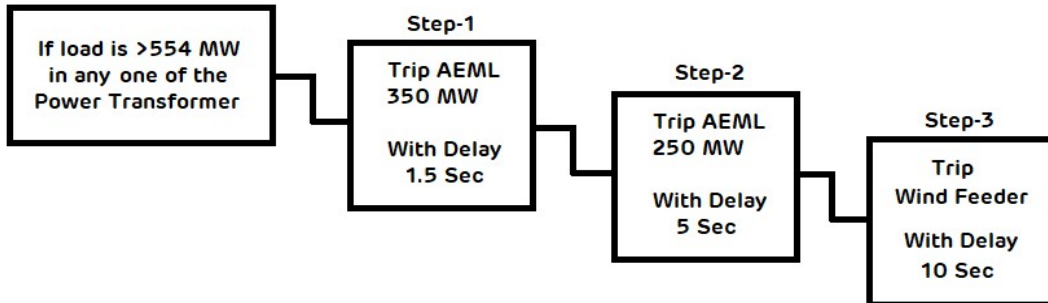 If load is >554 MW
in any one of the
Power Transformer
Step-1
Trip AEML
350 MW
With Delay
1.5 Sec
Step-2
Trip AEML
250 MW
With Delay
5 Sec
Step-3
Trip
Wind Feeder
With Delay
10 Sec